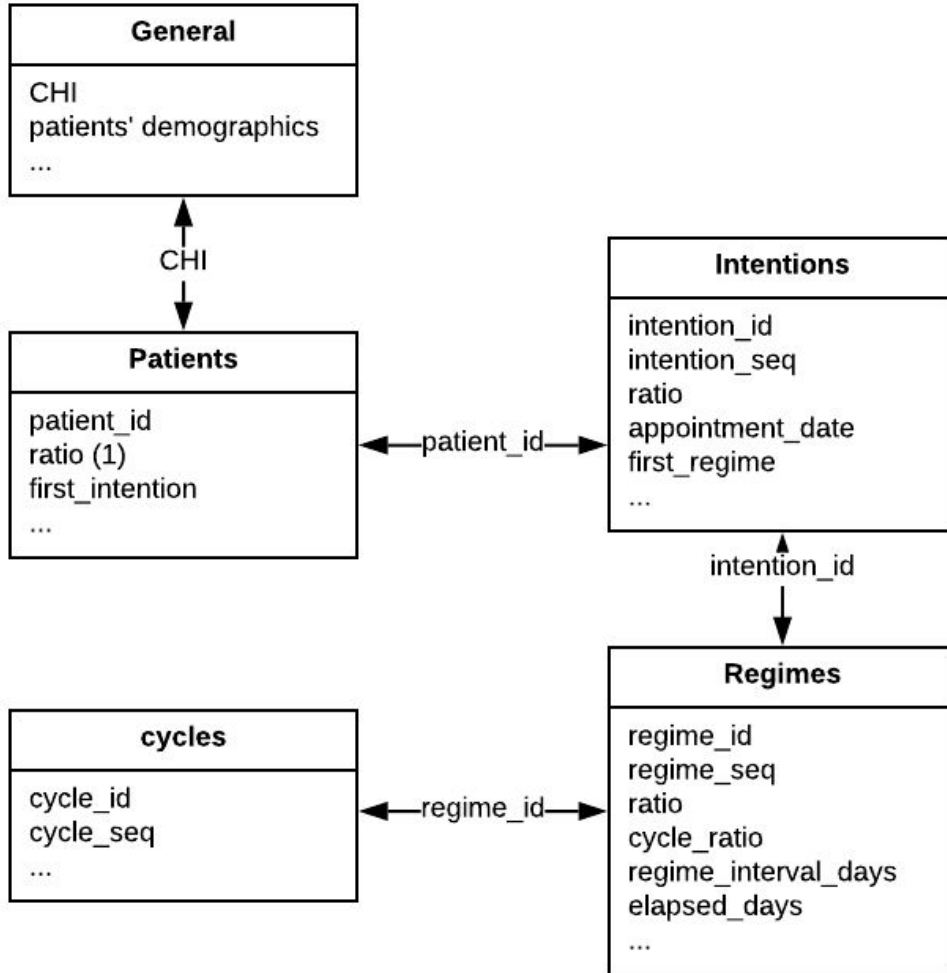 General
CHI
patients' demographics
...
CHI
Patients
patient_id
ratio (1)
first_intention
...
patient_id
Intentions
intention_id
intention_seq
ratio
appointment_date
first_regime
...
intention_id
Regimes
regime_id
regime_seq
ratio
cycle_ratio
regime_interval_days
elapsed_days
...
regime_id
cycles
cycle_id
cycle_seq
...